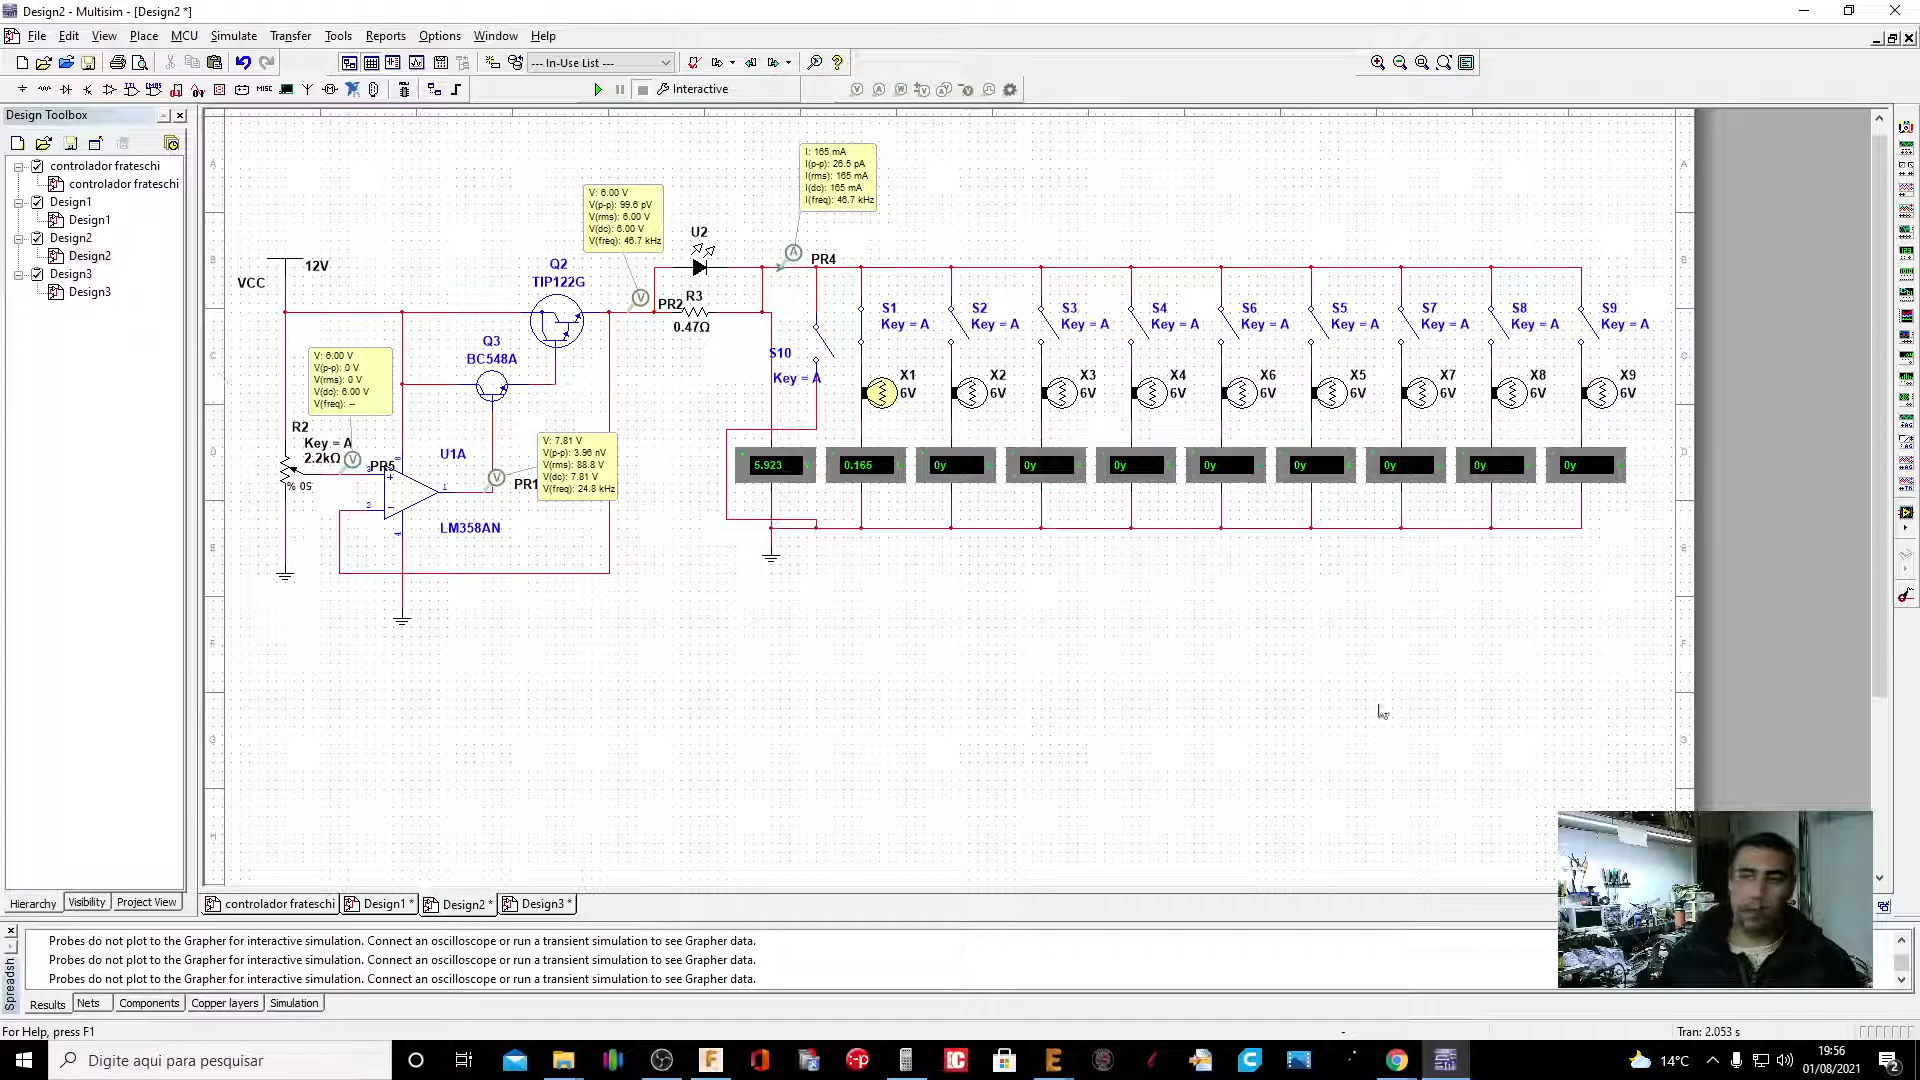 Design2 - Multisim - [Design2 *]
File Edit View Place MCU Simulate Transfer Tools Reports Options Window Help
--- In-Use List ---
MISC
Interactive
Design Toolbox
controlador frateschi
controlador frateschi
Design1
Design1
Design2
Design2
Design3
Design3
I: 165 mA
I(p-p): 26.5 pA
I(rms): 165 mA
I(dc): 165 mA
I(freq): 46.7 kHz
V: 6.00 V
V(p-p): 99.6 pV
V(rms): 6.00 V
V(dc): 6.00 V
V(freq): 46.7 kHz
U2
A
PR4
VCC
12V
Q2
TIP122G
V
PR2
R3
0.47Ω
Q3
BC548A
V: 6.00 V
V(p-p): 0 V
V(rms): 0 V
V(dc): 6.00 V
V(freq): --
R2
Key = A
2.2kΩ
50 %
V
PR5
U1A
3
8
2
1
4
LM358AN
V
PR1
V: 7.81 V
V(p-p): 3.96 nV
V(rms): 88.8 V
V(dc): 7.81 V
V(freq): 24.8 kHz
S10
Key = A
S1
Key = A
S2
Key = A
S3
Key = A
S4
Key = A
S6
Key = A
S5
Key = A
S7
Key = A
S8
Key = A
S9
Key = A
X1
6V
X2
6V
X3
6V
X4
6V
X6
6V
X5
6V
X7
6V
X8
6V
X9
6V
5.923 0.165 0y 0y 0y 0y 0y 0y 0y 0y
Hierarchy Visibility Project View
controlador frateschi Design1 * Design2 * Design3 *
Probes do not plot to the Grapher for interactive simulation. Connect an oscilloscope or run a transient simulation to see Grapher data.
Probes do not plot to the Grapher for interactive simulation. Connect an oscilloscope or run a transient simulation to see Grapher data.
Probes do not plot to the Grapher for interactive simulation. Connect an oscilloscope or run a transient simulation to see Grapher data.
Spreadsh
Results Nets Components Copper layers Simulation
For Help, press F1
Tran: 2.053 s
Digite aqui para pesquisar
14°C
19:56
01/08/2021
2